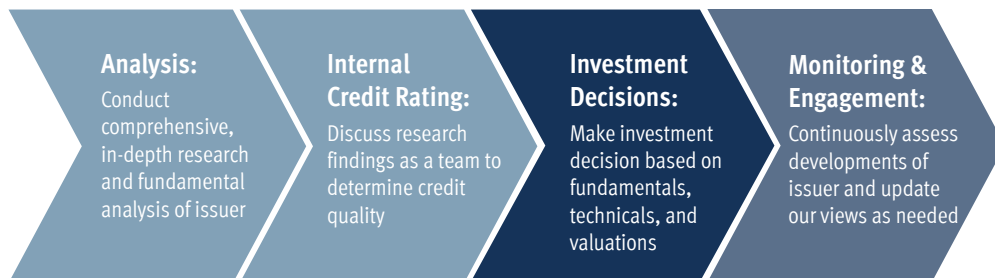 Analysis:
Conduct
comprehensive,
in-depth research
and fundamental
analysis of issuer
Internal
Credit Rating:
Discuss research
findings as a team to
determine credit
quality
Investment
Decisions:
Make investment
decision based on
fundamentals,
technicals, and
valuations
Monitoring &
Engagement:
Continuously assess
developments of
issuer and update
our views as needed